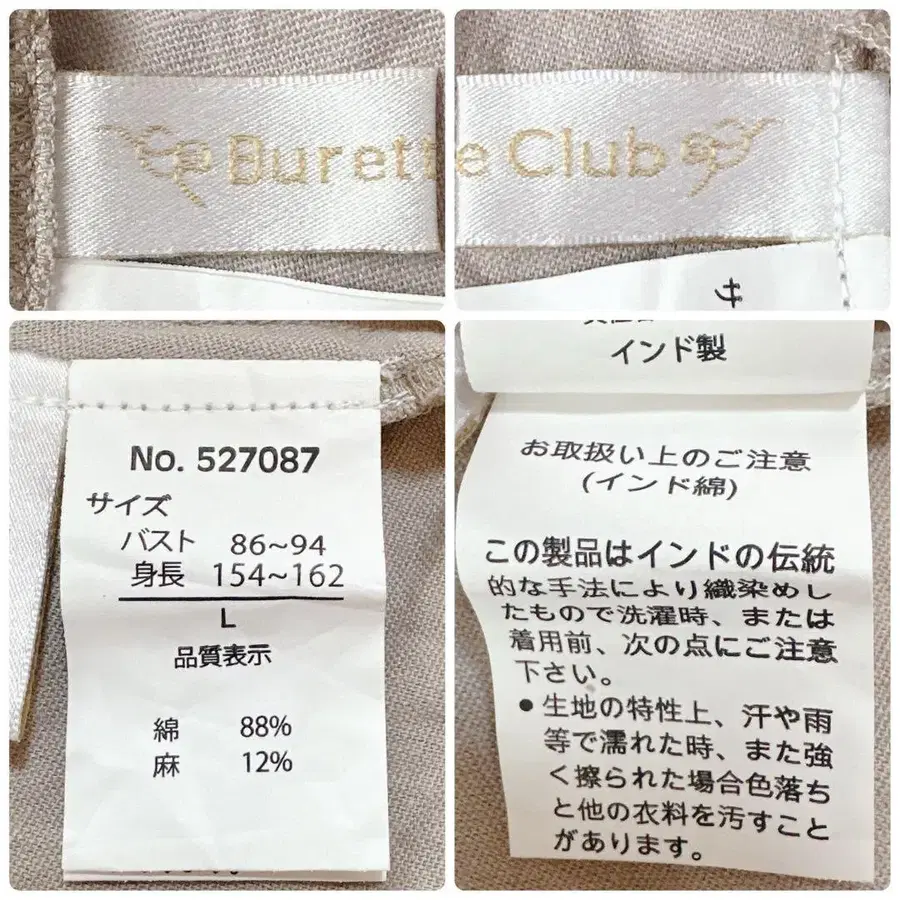 Burette
e Club
サ
No. 527087
サイズ
バスト 86~94
身長 154~162
L
品質表示
綿 88%
麻 12%
インド製
お取扱い上のご注意
(インド綿)
この製品はインドの伝統
的な手法により織染めし
たもので洗濯時、または
着用前、次の点にご注意
下さい。
● 生地の特性上、汗や雨
等で濡れた時、また強
く擦られた場合色落ち
と他の衣料を汚すこと
があります。